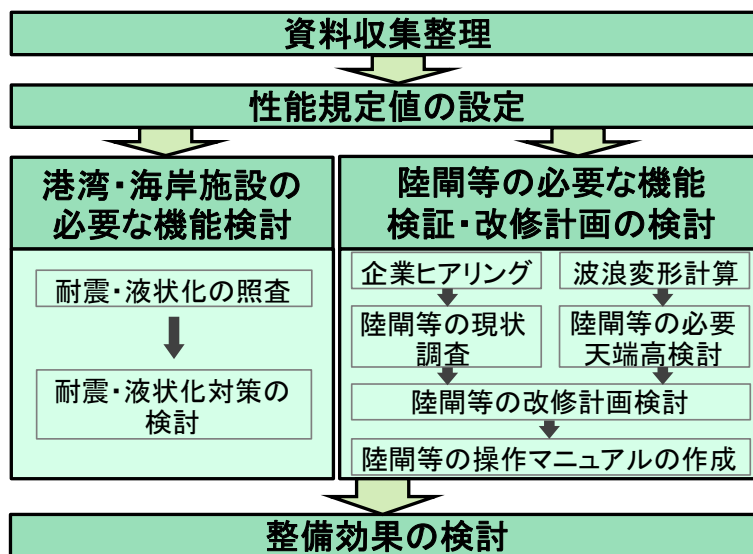 資料収集整理
性能規定値の設定
港湾・海岸施設の
必要な機能検討
耐震・液状化の照査
耐震・液状化対策の
検討
陸閘等の必要な機能
検証・改修計画の検討
企業ヒアリング
陸閘等の現状
調査
波浪変形計算
陸閘等の必要
天端高検討
陸閘等の改修計画検討
陸閘等の操作マニュアルの作成
整備効果の検討